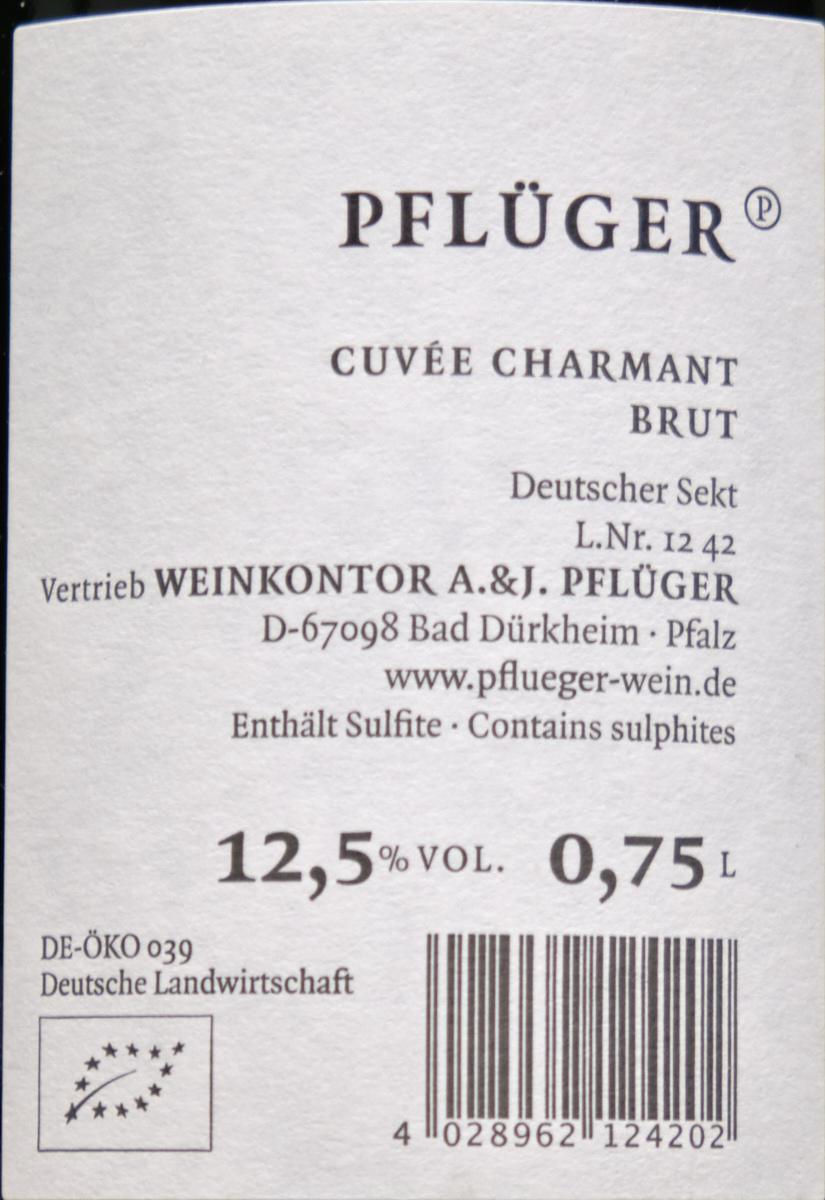 PFLÜGER Ⓟ
CUVÉE CHARMANT
BRUT
Deutscher Sekt
L.Nr. 12 42
Vertrieb WEINKONTOR A.&J. PFLÜGER
D-67098 Bad Dürkheim · Pfalz
www.pflueger-wein.de
Enthält Sulfite · Contains sulphites
12,5% VOL. 0,75 L
DE-ÖKO 039
Deutsche Landwirtschaft
4 028962 124202